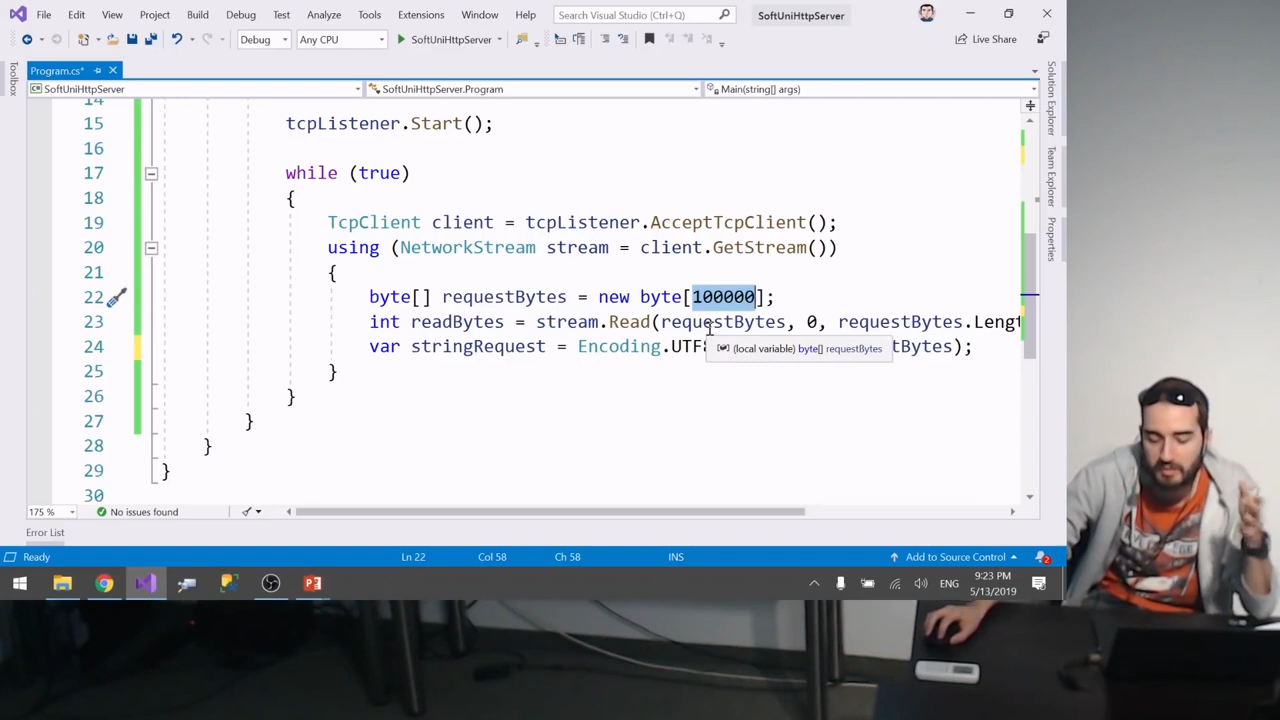 File Edit View Project Build Debug Test Analyze Tools Extensions Window Help Search Visual Studio (Ctrl+Q) SoftUniHttpServer
Debug Any CPU SoftUniHttpServer Live Share
Program.cs*
SoftUniHttpServer SoftUniHttpServer.Program Main(string[] args)
Toolbox
Solution Explorer
Team Explorer
Properties
14
15 tcpListener.Start();
16
17 while (true)
18 {
19 TcpClient client = tcpListener.AcceptTcpClient();
20 using (NetworkStream stream = client.GetStream())
21 {
22 byte[] requestBytes = new byte[100000];
23 int readBytes = stream.Read(requestBytes, 0, requestBytes.Lengt
24 var stringRequest = Encoding.UTF8 tBytes);
(local variable) byte[] requestBytes
25 }
26 }
27 }
28 }
29 }
30
175 % No issues found
Error List
Ready Ln 22 Col 58 Ch 58 INS Add to Source Control 2
ENG 9:23 PM
5/13/2019